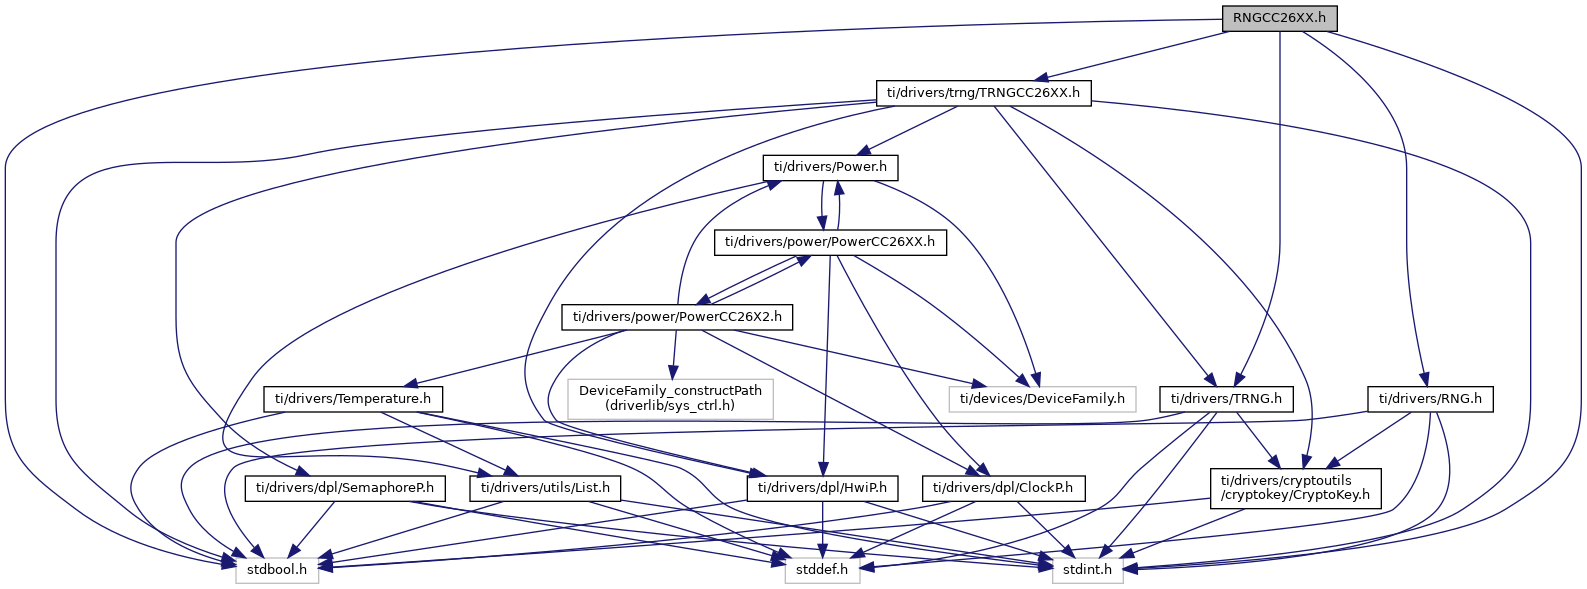 RNGCC26XX.h
ti/drivers/trng/TRNGCC26XX.h
ti/drivers/Power.h
ti/drivers/power/PowerCC26XX.h
ti/drivers/power/PowerCC26X2.h
ti/drivers/Temperature.h
DeviceFamily_constructPath
(driverlib/sys_ctrl.h)
ti/devices/DeviceFamily.h
ti/drivers/TRNG.h
ti/drivers/RNG.h
ti/drivers/dpl/SemaphoreP.h
ti/drivers/utils/List.h
ti/drivers/dpl/HwiP.h
ti/drivers/dpl/ClockP.h
ti/drivers/cryptoutils
/cryptokey/CryptoKey.h
stdbool.h
stddef.h
stdint.h